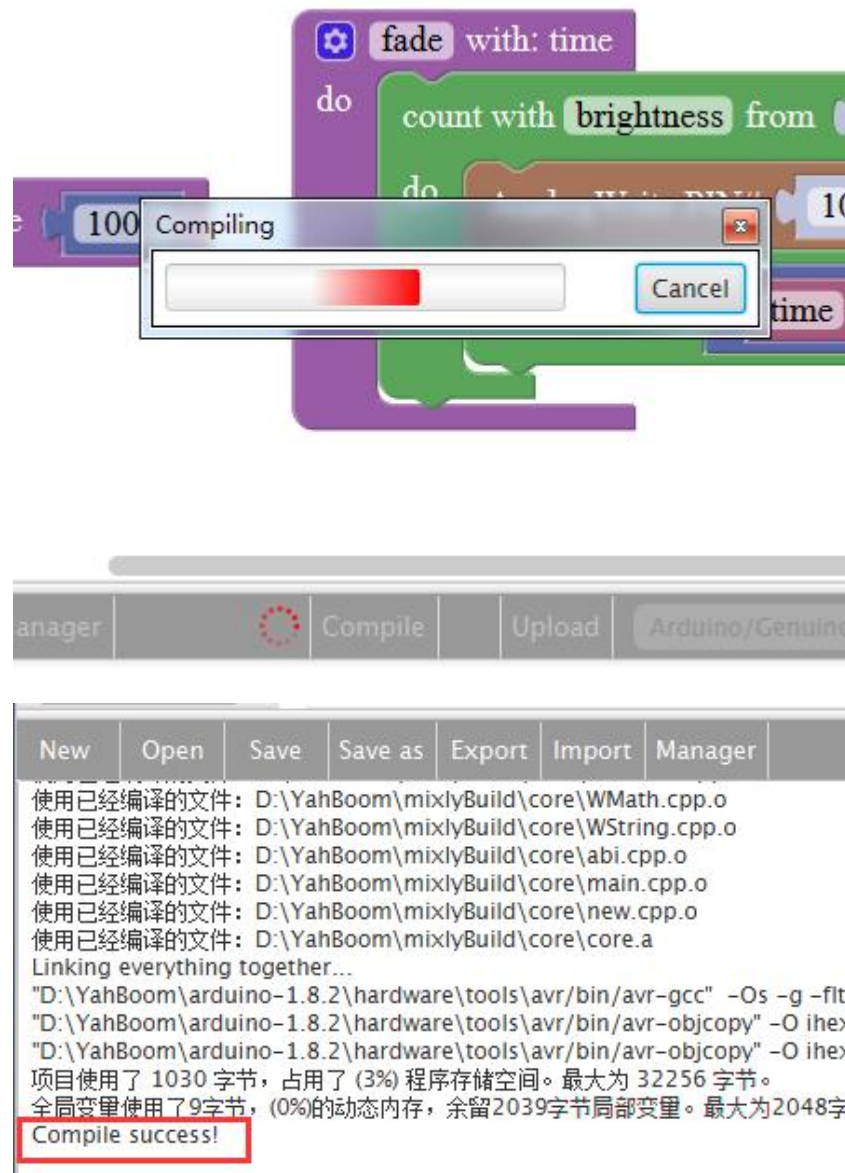 fade with: time
do
count with brightness from
do
100
Compiling
Cancel
time
anager
Compile
Upload
Arduino/Genuino
New
Open
Save
Save as
Export
Import
Manager
使用已经编译的文件：D:\YahBoom\mixlyBuild\core\WMath.cpp.o
使用已经编译的文件：D:\YahBoom\mixlyBuild\core\WString.cpp.o
使用已经编译的文件：D:\YahBoom\mixlyBuild\core\abi.cpp.o
使用已经编译的文件：D:\YahBoom\mixlyBuild\core\main.cpp.o
使用已经编译的文件：D:\YahBoom\mixlyBuild\core\new.cpp.o
使用已经编译的文件：D:\YahBoom\mixlyBuild\core\core.a
Linking everything together...
"D:\YahBoom\arduino-1.8.2\hardware\tools\avr/bin/avr-gcc" -Os -g -flt
"D:\YahBoom\arduino-1.8.2\hardware\tools\avr/bin/avr-objcopy" -O ihex
"D:\YahBoom\arduino-1.8.2\hardware\tools\avr/bin/avr-objcopy" -O ihex
项目使用了 1030 字节，占用了 (3%) 程序存储空间。最大为 32256 字节。
全局变量使用了9字节，(0%)的动态内存，余留2039字节局部变量。最大为2048字
Compile success!